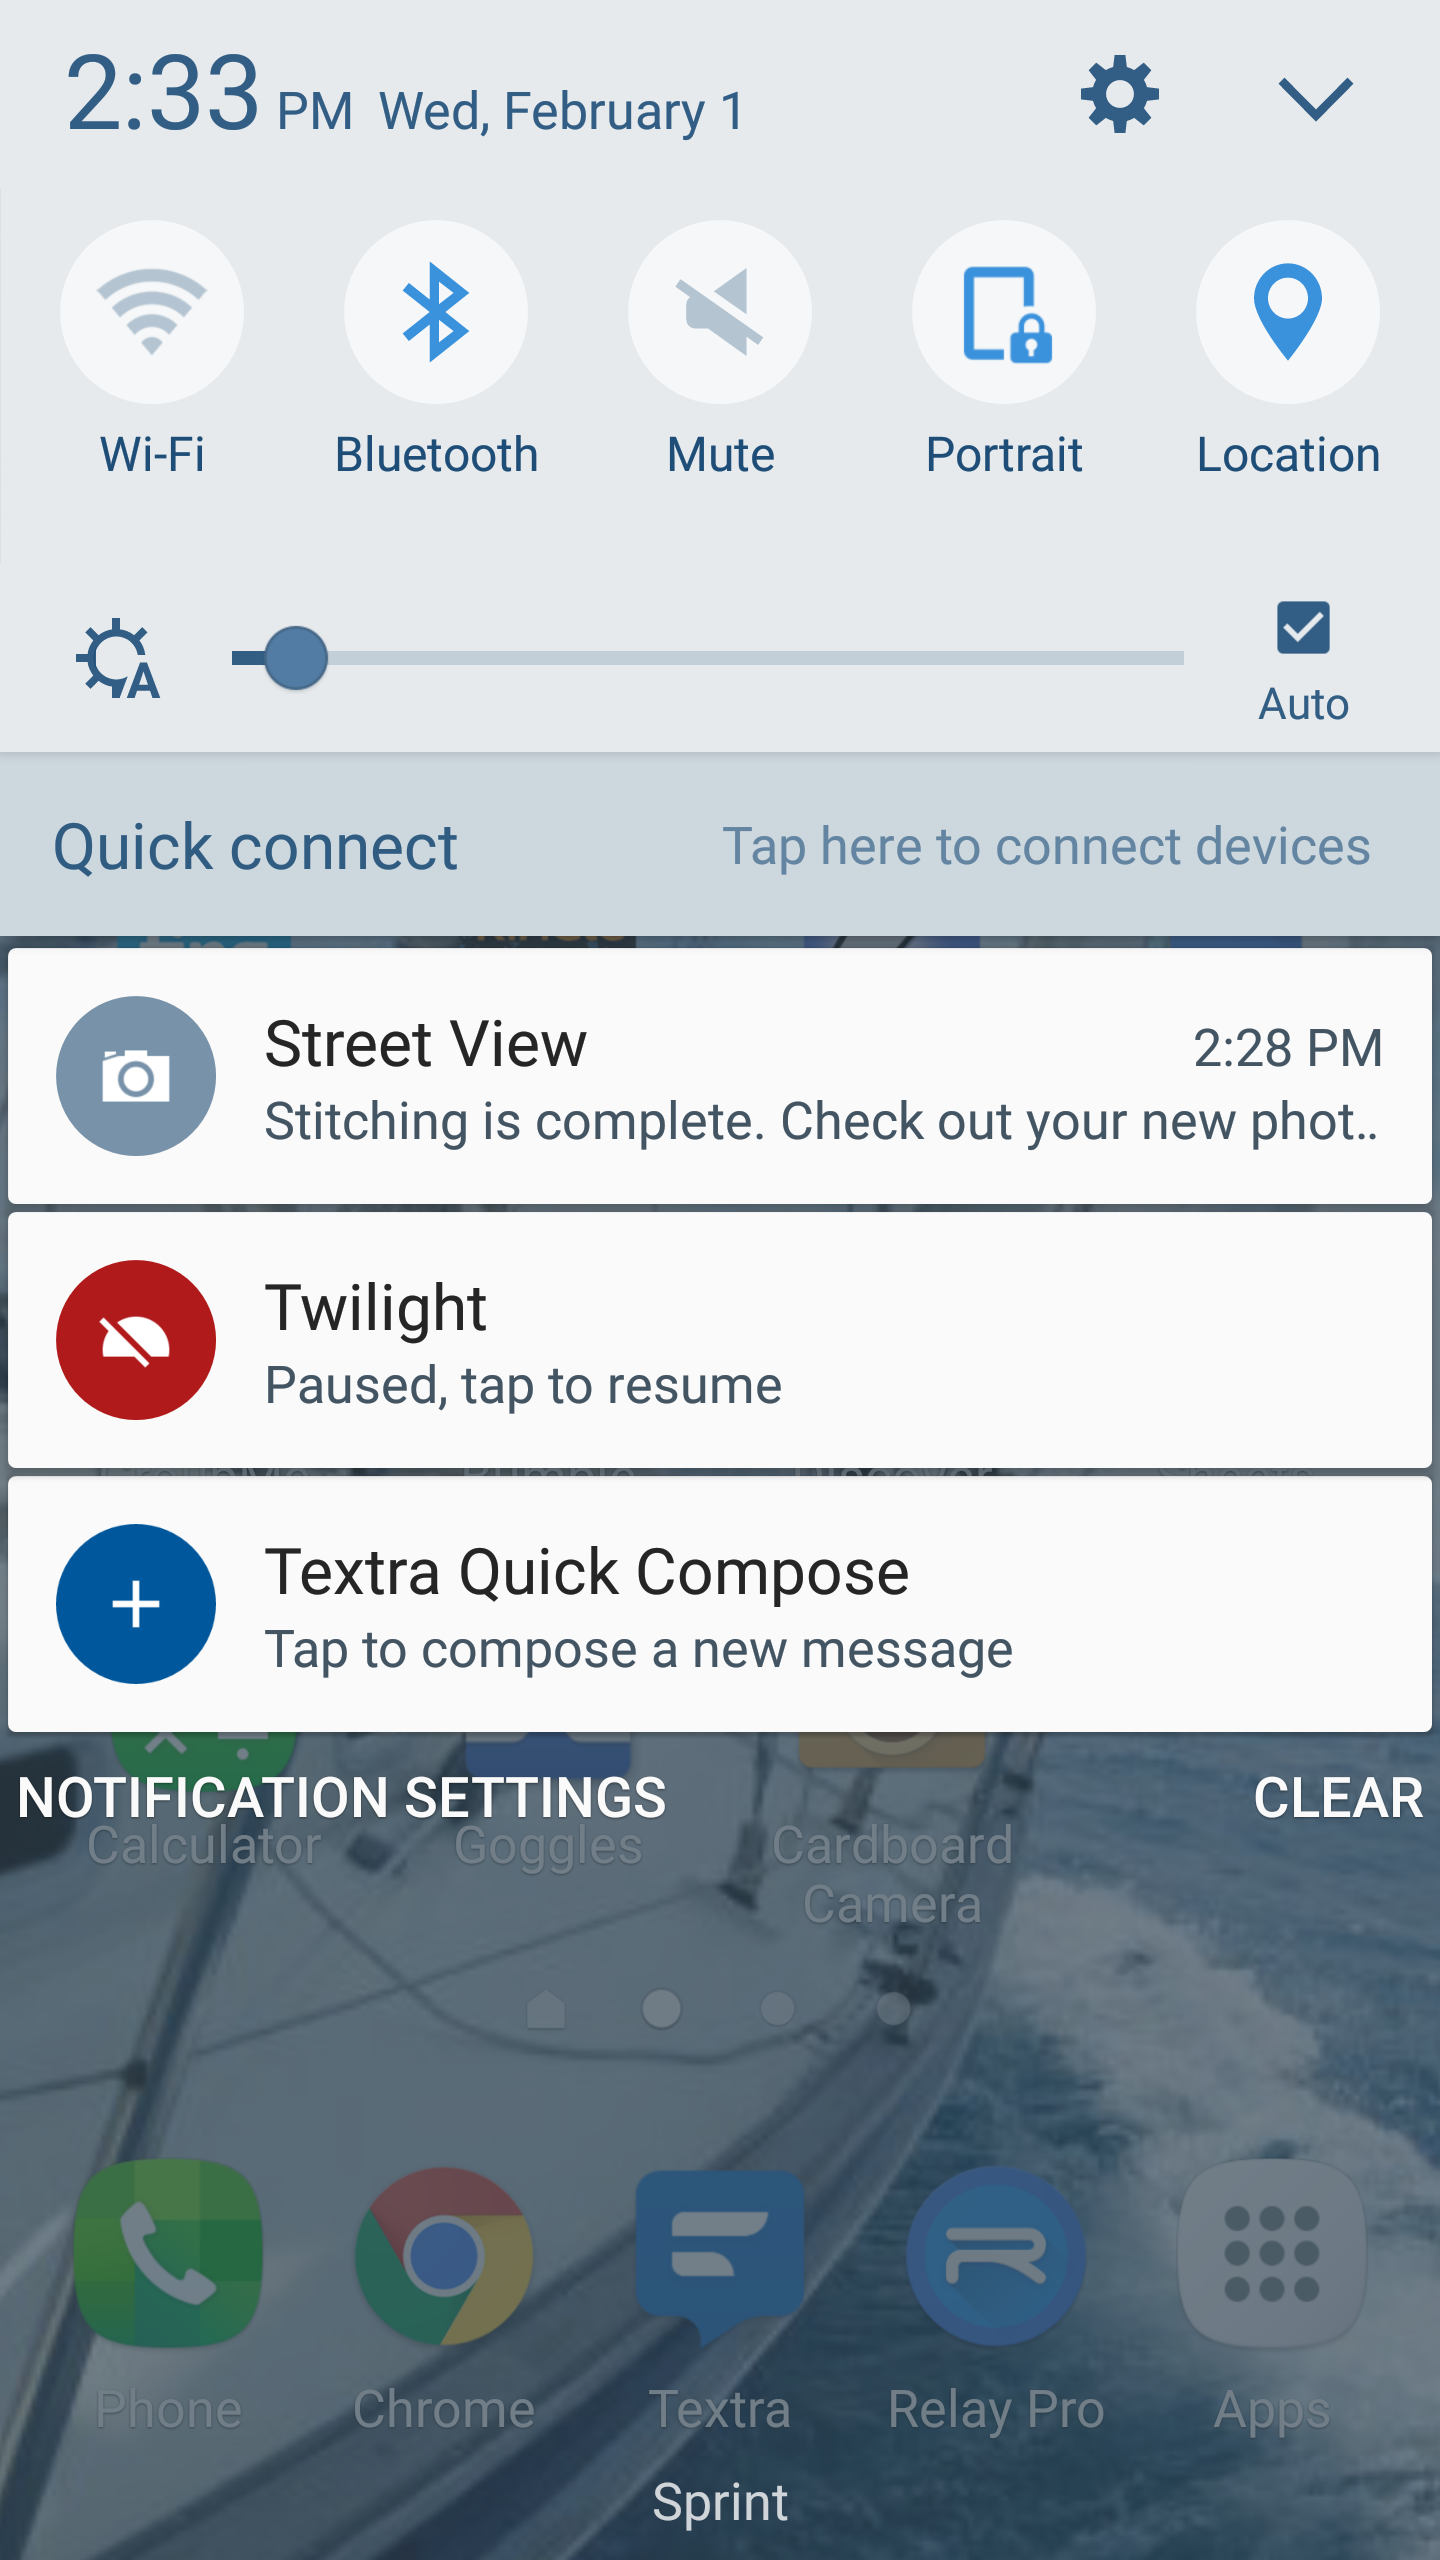 2:33 PM Wed, February 1
Wi-Fi Bluetooth Mute Portrait Location
A
Auto
Quick connect Tap here to connect devices
Street View 2:28 PM
Stitching is complete. Check out your new phot..
Twilight
Paused, tap to resume
Textra Quick Compose
Tap to compose a new message
NOTIFICATION SETTINGS CLEAR
Calculator Goggles Cardboard
Camera
Phone Chrome Textra Relay Pro Apps
Sprint